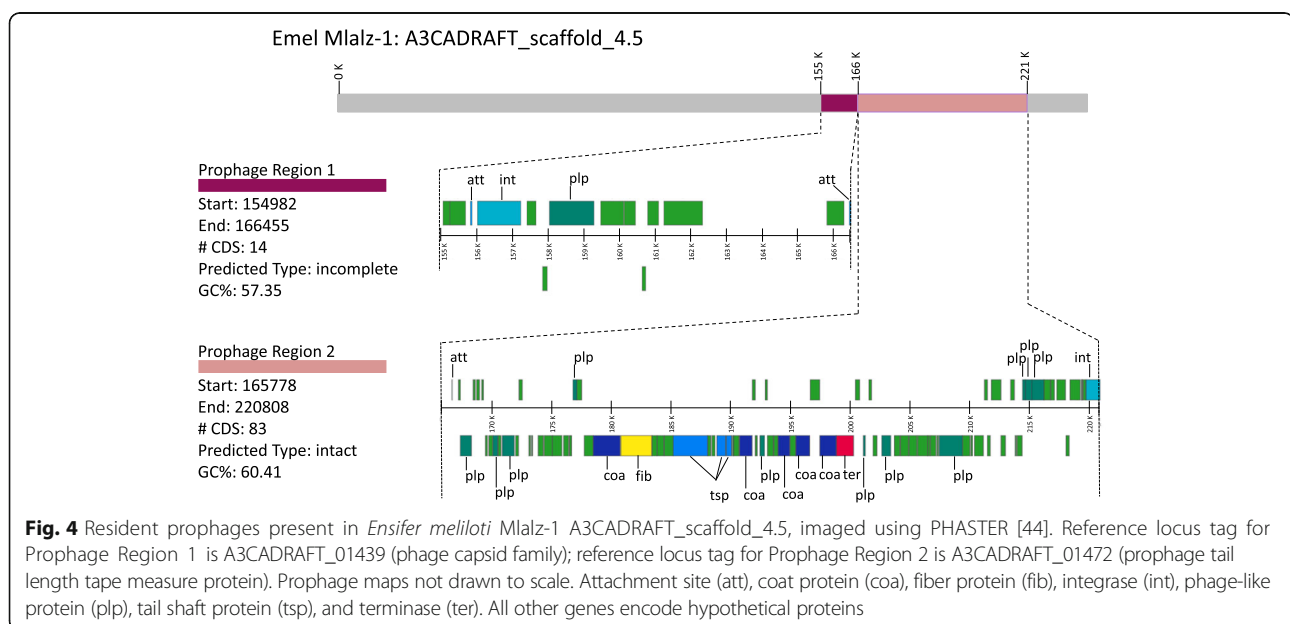 Emel Mlalz-1: A3CADRAFT_scaffold_4.5
0 K
155 K
166 K
221 K
Prophage Region 1
Start: 154982
End: 166455
# CDS: 14
Predicted Type: incomplete
GC%: 57.35
att
int
plp
att
155 K
156 K
157 K
158 K
159 K
160 K
161 K
162 K
163 K
164 K
165 K
166 K
Prophage Region 2
Start: 165778
End: 220808
# CDS: 83
Predicted Type: intact
GC%: 60.41
att
plp
plp
plp
plp
int
170 K
175 K
180 K
185 K
190 K
195 K
200 K
205 K
210 K
215 K
220 K
plp
plp
plp
coa
fib
tsp
coa
plp
coa
coa
coa
ter
plp
plp
plp
Fig. 4 Resident prophages present in Ensifer meliloti Mlalz-1 A3CADRAFT_scaffold_4.5, imaged using PHASTER [44]. Reference locus tag for
Prophage Region 1 is A3CADRAFT_01439 (phage capsid family); reference locus tag for Prophage Region 2 is A3CADRAFT_01472 (prophage tail
length tape measure protein). Prophage maps not drawn to scale. Attachment site (att), coat protein (coa), fiber protein (fib), integrase (int), phage-like
protein (plp), tail shaft protein (tsp), and terminase (ter). All other genes encode hypothetical proteins